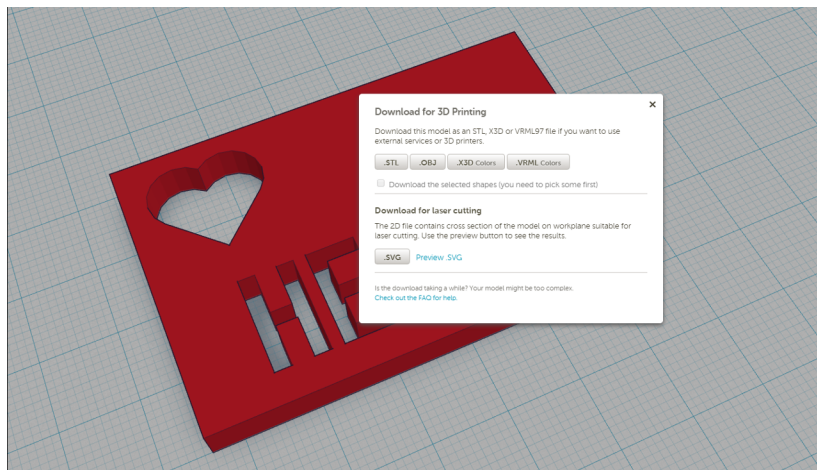 Download for 3D Printing
Download this model as an STL, X3D or VRML97 file if you want to use
external services or 3D printers.
.STL .OBJ .X3D Colors .VRML Colors
Download the selected shapes (you need to pick some first)
Download for laser cutting
The 2D file contains cross section of the model on workplane suitable for
laser cutting. Use the preview button to see the results.
.SVG Preview .SVG
Is the download taking a while? Your model might be too complex.
Check out the FAQ for help.
HE